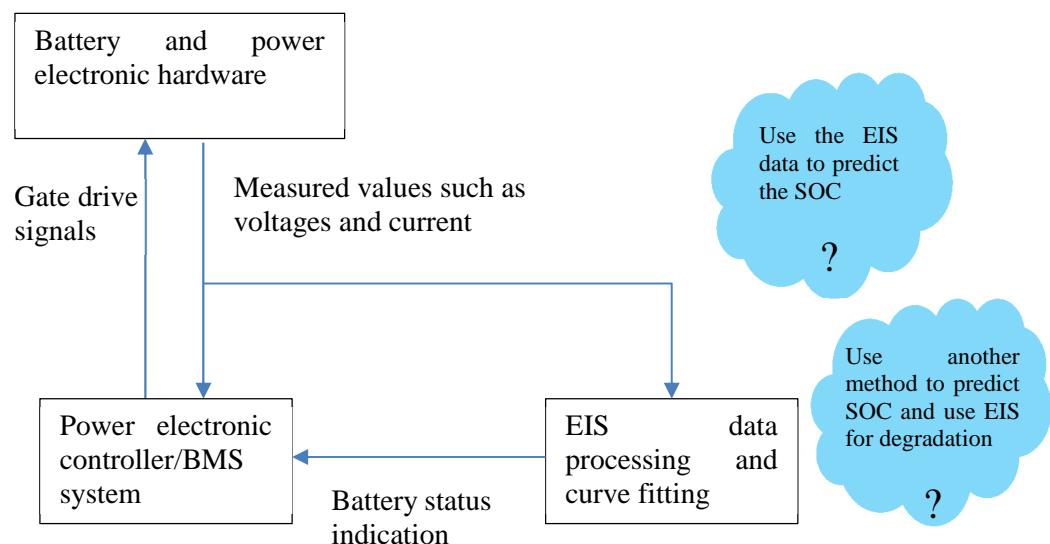 Battery and power
electronic hardware
Use the EIS
data to predict
the SOC
?
Gate drive
signals
Measured values such as
voltages and current
Use another
method to predict
SOC and use EIS
for degradation
?
Power electronic
controller/BMS
system
EIS data
processing and
curve fitting
Battery status
indication